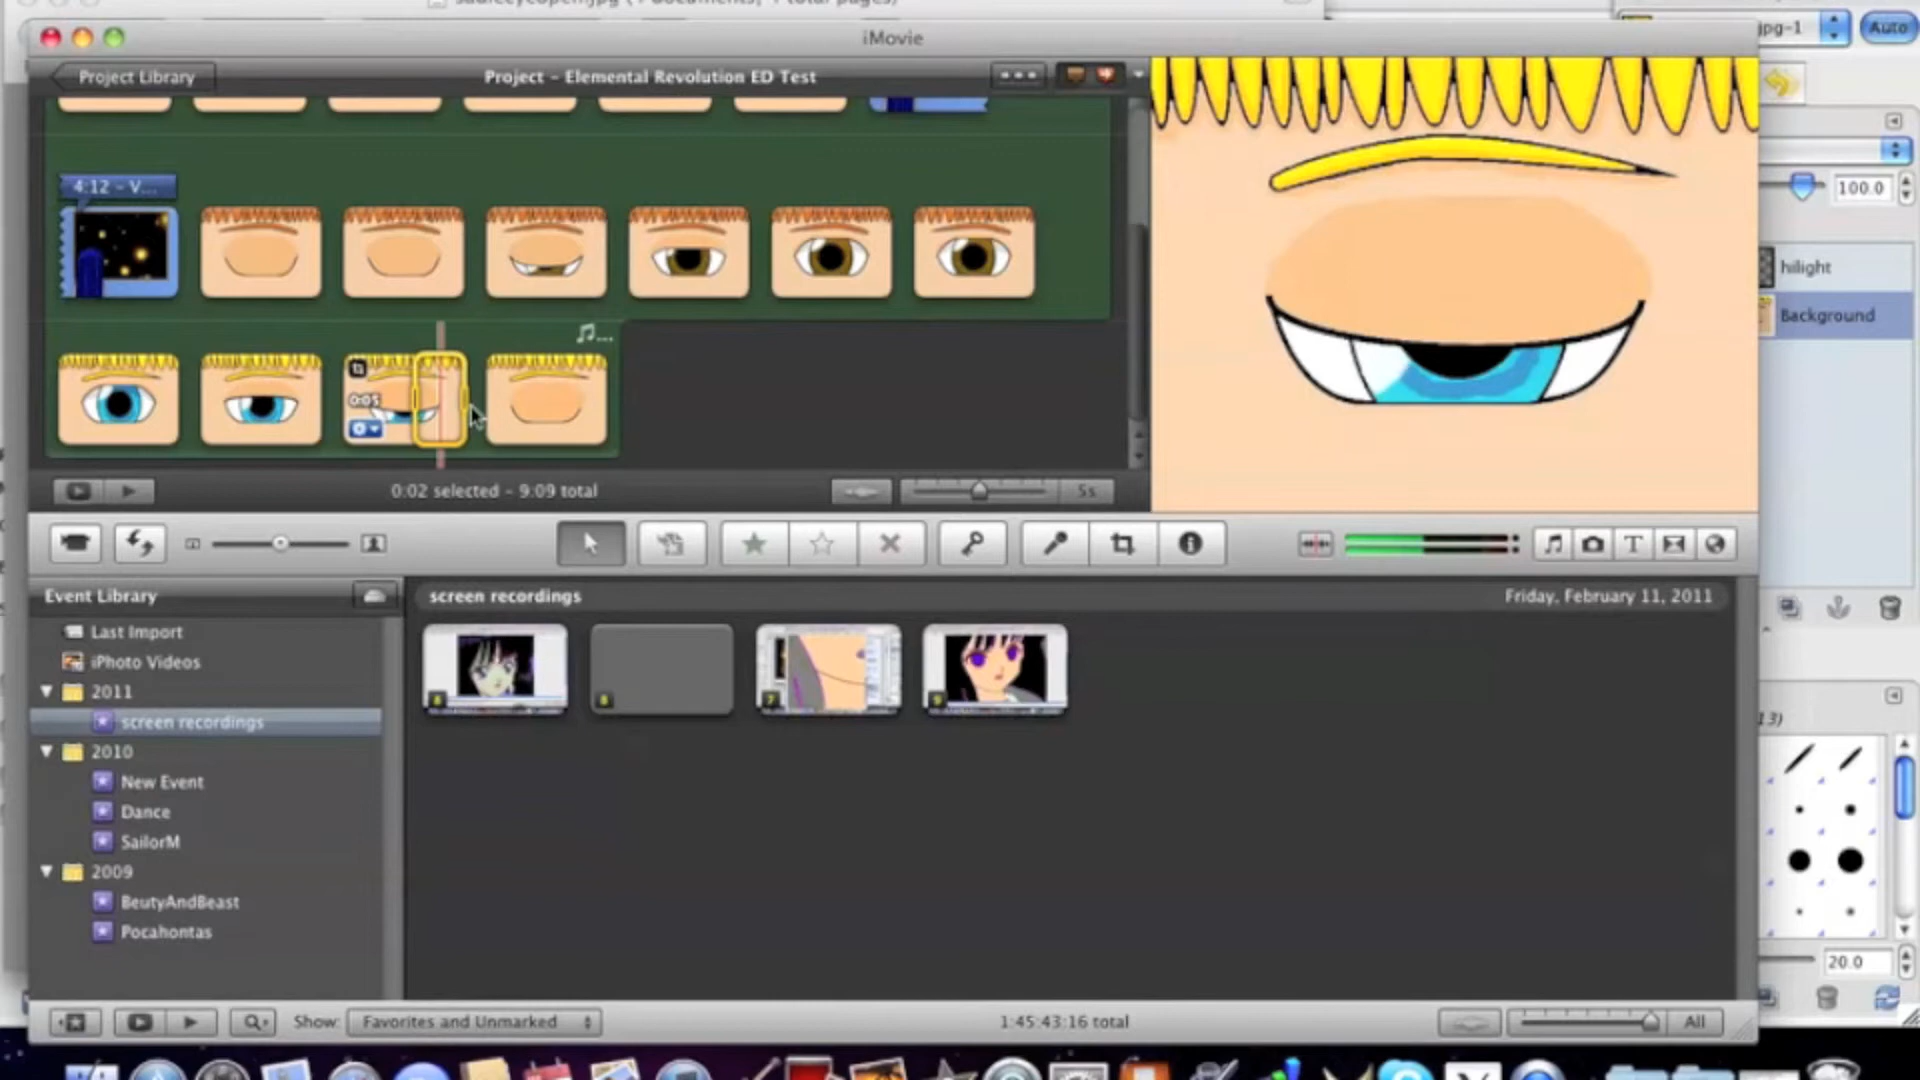 iMovie
jpg-1
Auto
Project Library
Project - Elemental Revolution ED Test
4:12 - V...
100.0
hilight
Background
0:05
0:02 selected - 9:09 total
5s
Event Library
screen recordings
Friday, February 11, 2011
Last Import
iPhoto Videos
2011
screen recordings
2010
New Event
Dance
SailorM
2009
BeutyAndBeast
Pocahontas
20.0
Show:
Favorites and Unmarked
1:45:43:16 total
All